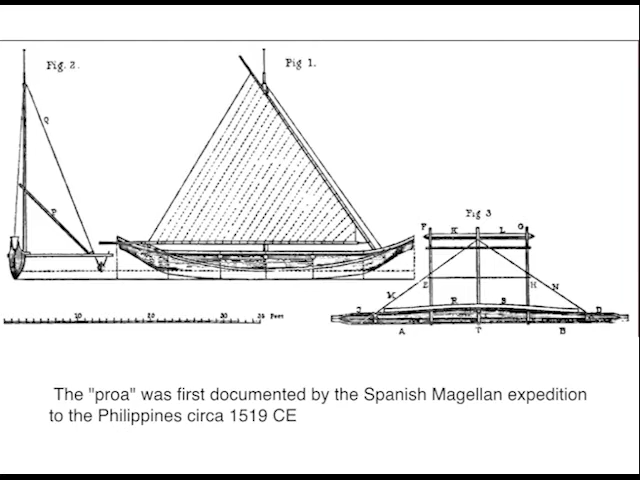 Fig. 2.
Fig 1.
Q
P
Fig 3
F K L G
E H
M N
J R S D
A T B
10 20 30 35 Feet
The "proa" was first documented by the Spanish Magellan expedition
to the Philippines circa 1519 CE